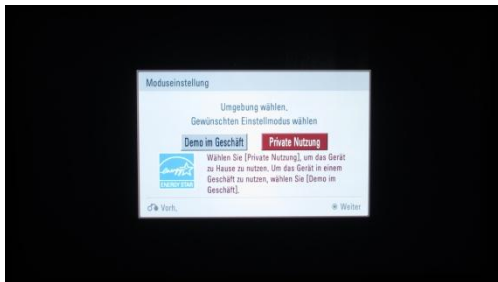 Moduseinstellung
Umgebung wählen.
Gewünschten Einstellmodus wählen
Demo im Geschäft Private Nutzung
Wählen Sie [Private Nutzung], um das Gerät
zu Hause zu nutzen. Um das Gerät in einem
Geschäft zu nutzen, wählen Sie [Demo im
Geschäft].
ENERGY STAR
Vorh. Weiter